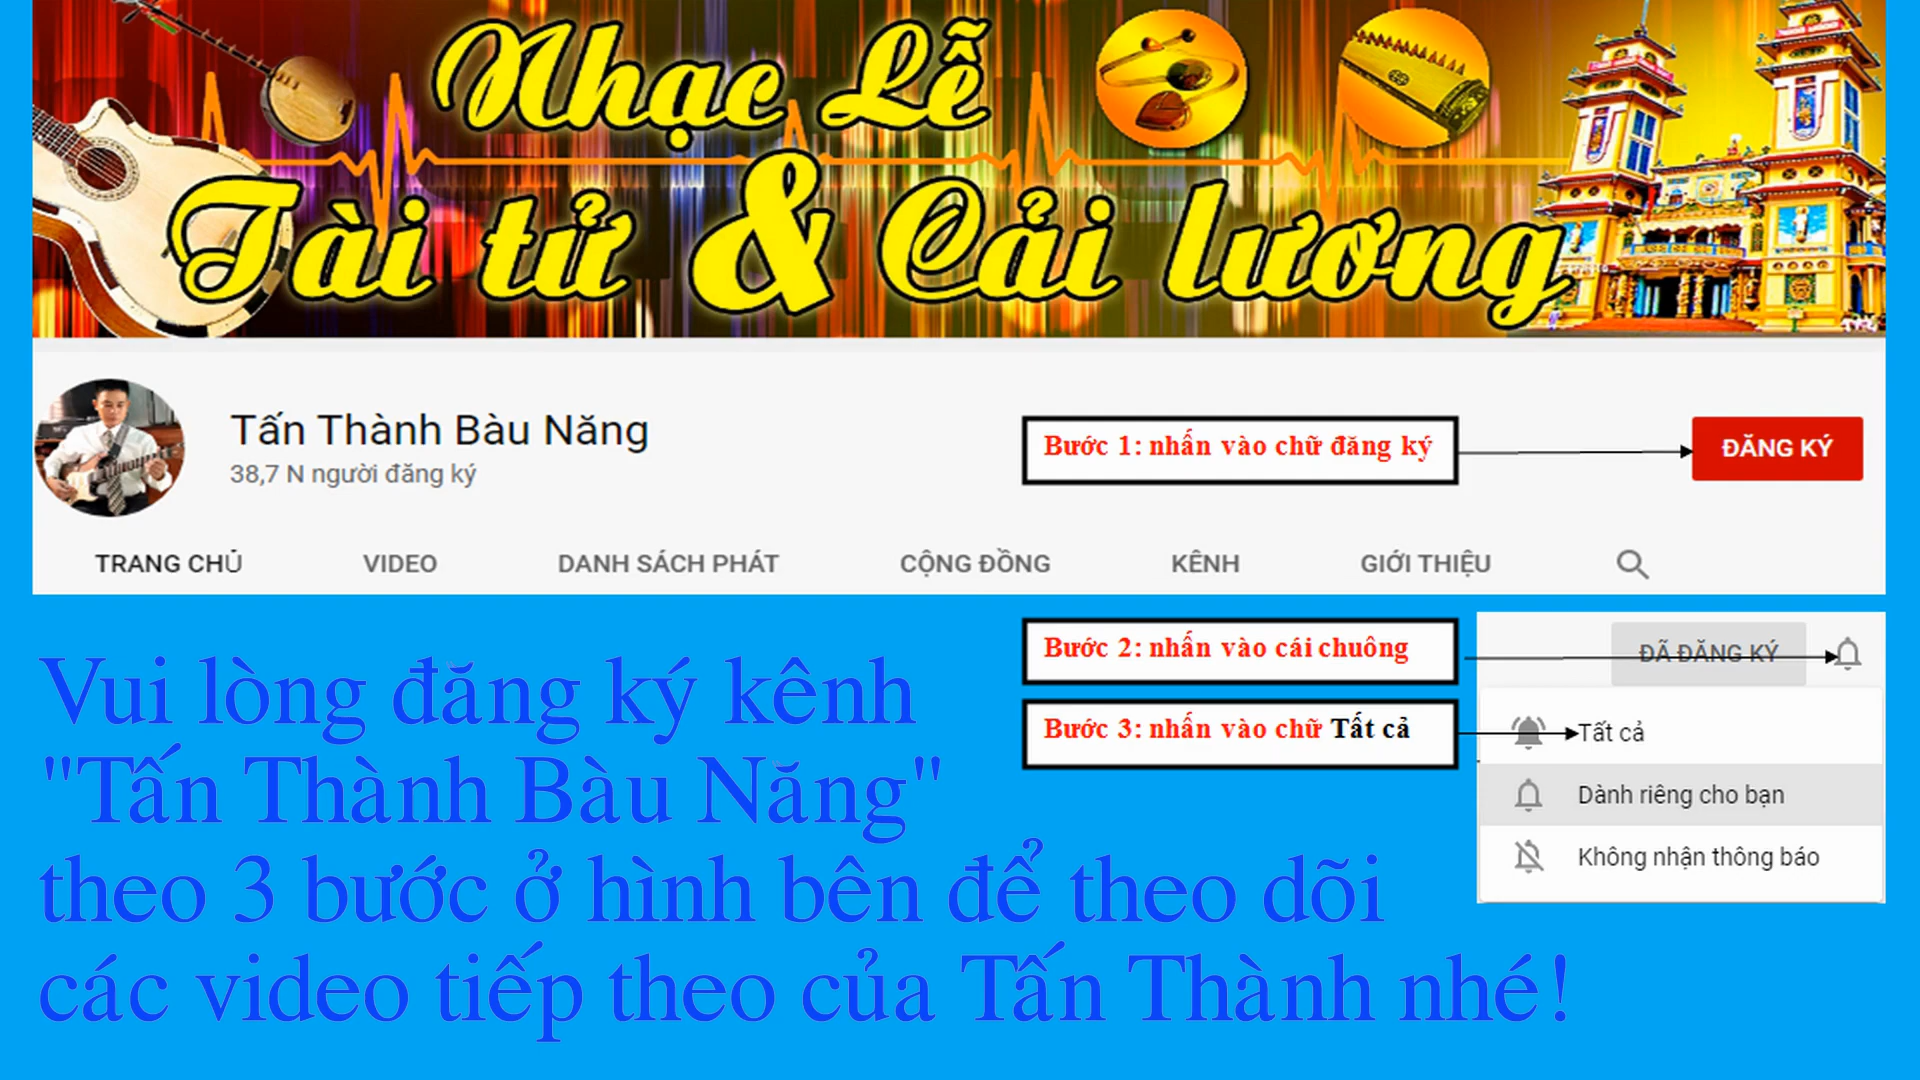 Nhạc Lễ
Tài tử & Cải lương
Tấn Thành Bàu Năng
38,7 N người đăng ký
Bước 1: nhấn vào chữ đăng ký
ĐĂNG KÝ
TRANG CHỦ VIDEO DANH SÁCH PHÁT CỘNG ĐỒNG KÊNH GIỚI THIỆU
Bước 2: nhấn vào cái chuông
ĐÃ ĐĂNG KÝ
Bước 3: nhấn vào chữ Tất cả
Tất cả
Dành riêng cho bạn
Không nhận thông báo
Vui lòng đăng ký kênh
"Tấn Thành Bàu Năng"
theo 3 bước ở hình bên để theo dõi
các video tiếp theo của Tấn Thành nhé!